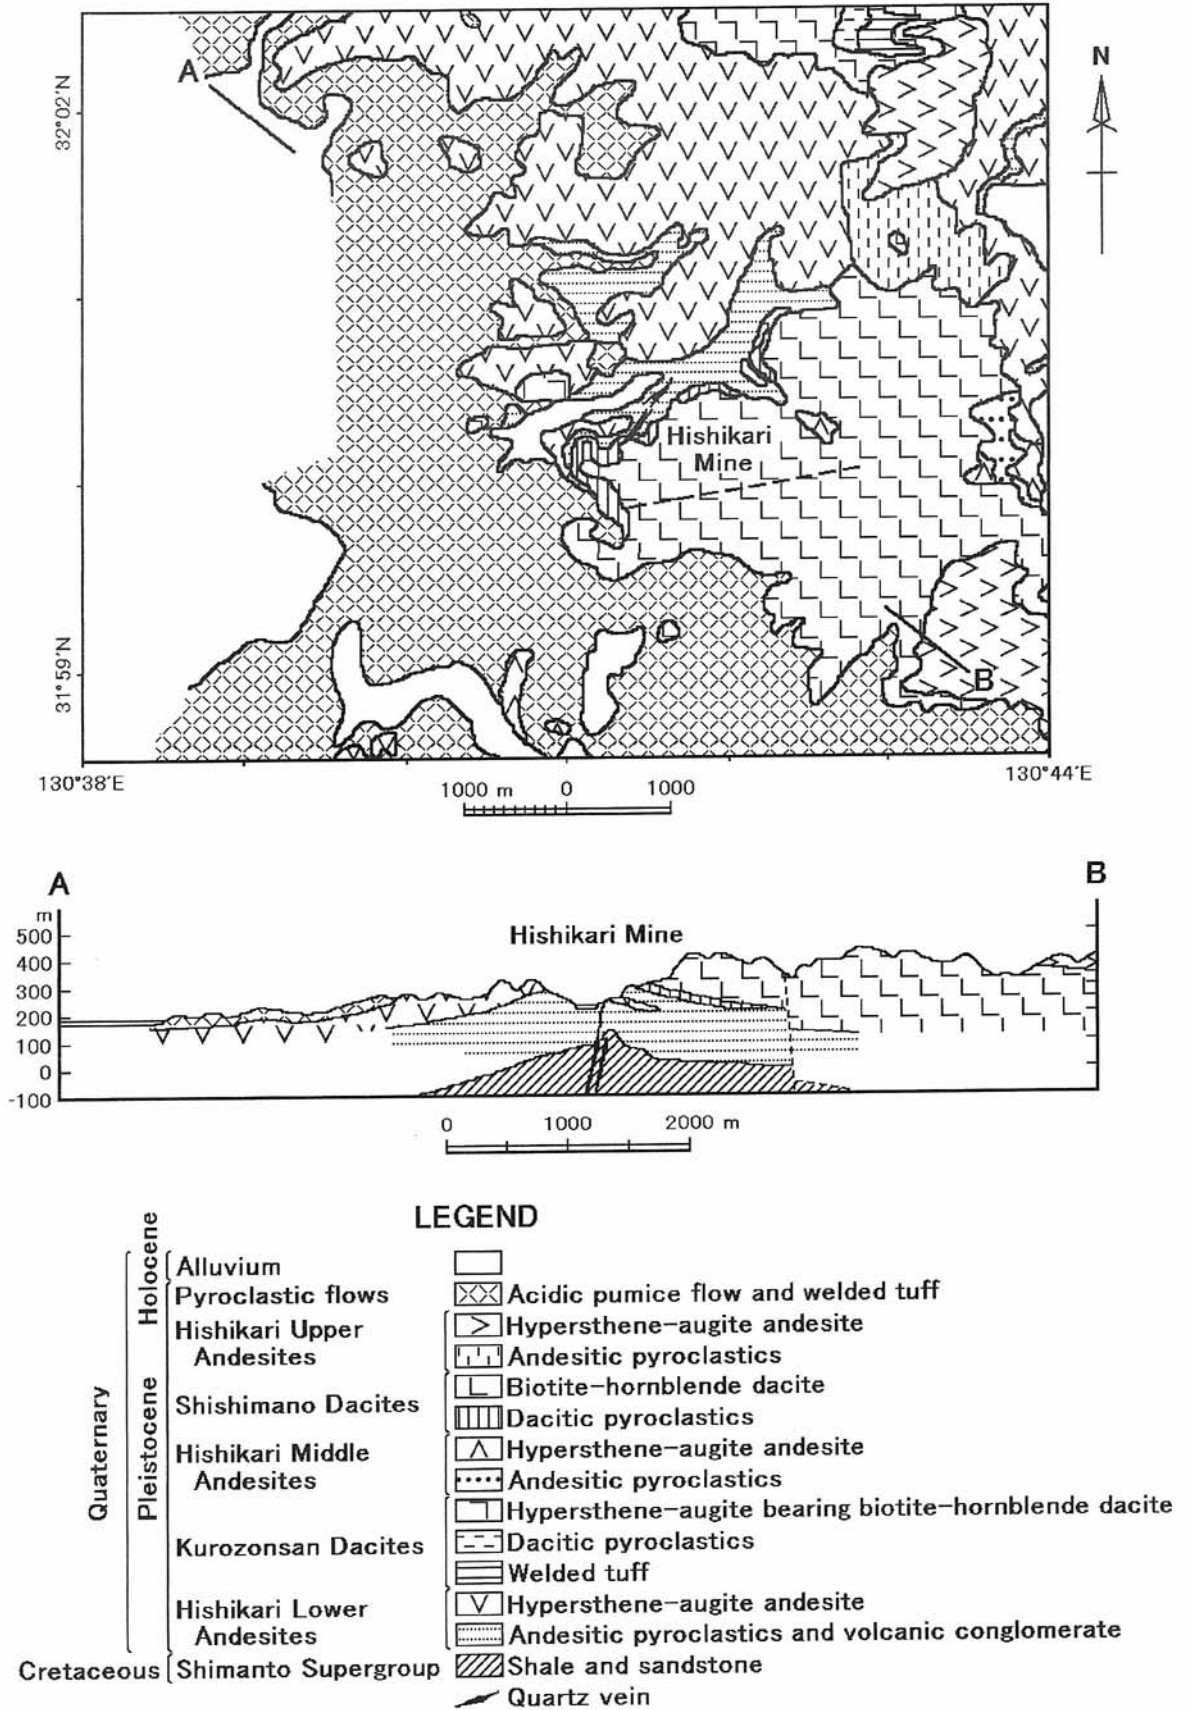 A
N
32°02′N
Hishikari
Mine
31°59′N
B
130°38′E
130°44′E
1000 m 0 1000
A
B
m
Hishikari Mine
500
400
300
200
100
0
-100
0 1000 2000 m
LEGEND
Quaternary
Holocene
Pleistocene
Alluvium
Pyroclastic flows
Acidic pumice flow and welded tuff
Hishikari Upper
Andesites
Hypersthene-augite andesite
Andesitic pyroclastics
Shishimano Dacites
Biotite-hornblende dacite
Dacitic pyroclastics
Hishikari Middle
Andesites
Hypersthene-augite andesite
Andesitic pyroclastics
Kurozonsan Dacites
Hypersthene-augite bearing biotite-hornblende dacite
Dacitic pyroclastics
Welded tuff
Hishikari Lower
Andesites
Hypersthene-augite andesite
Andesitic pyroclastics and volcanic conglomerate
Cretaceous
Shimanto Supergroup
Shale and sandstone
Quartz vein